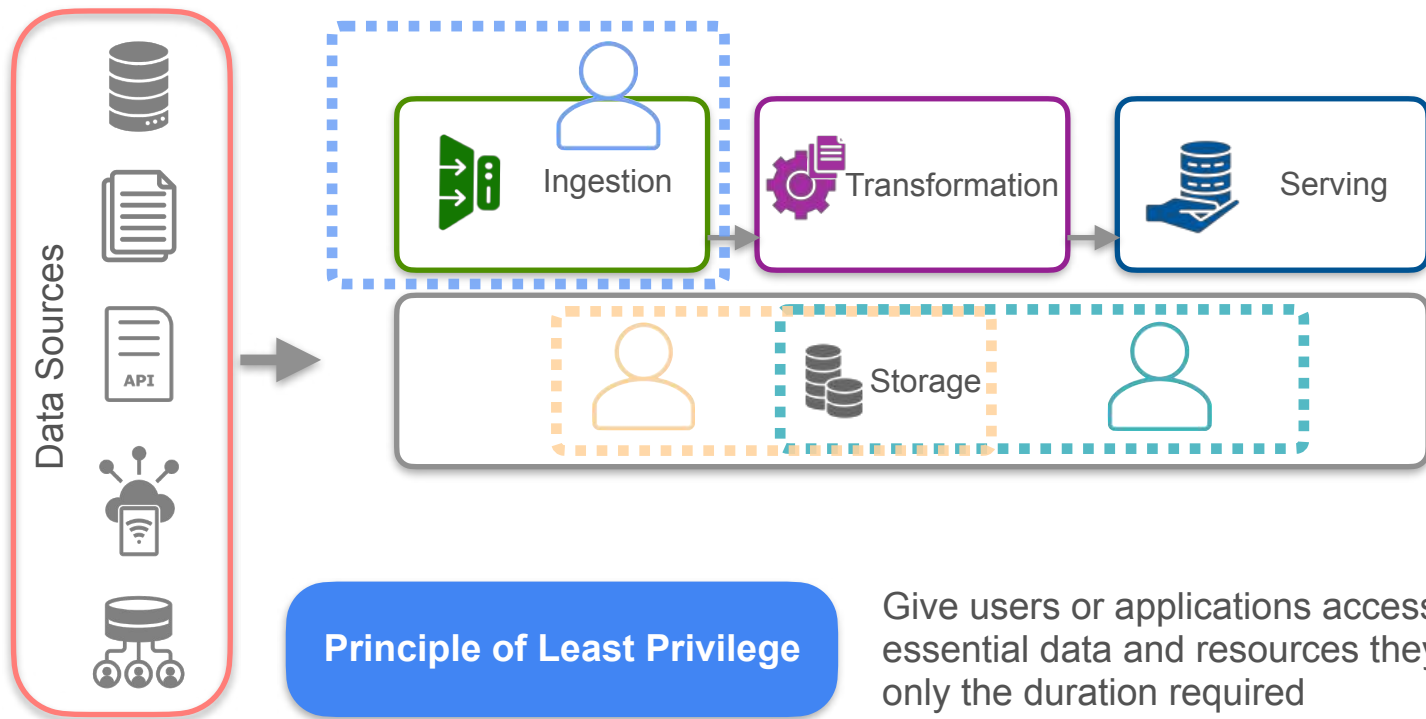 Data Sources
API
Ingestion
Transformation
Serving
Storage
Principle of Least Privilege
Give users or applications access
essential data and resources they
only the duration required